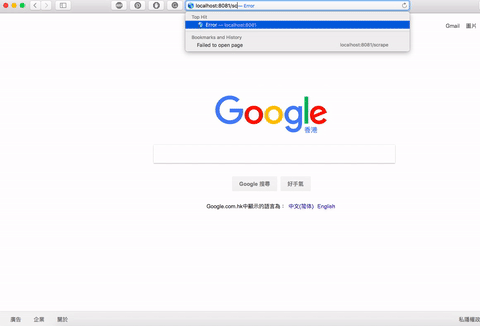 localhost:8081/sc — Error
Top Hit
Error — localhost:8081
Bookmarks and History
Failed to open page localhost:8081/scrape
Gmail 圖片
Google
香港
Google 搜尋 好手氣
Google.com.hk中顯示的語言為： 中文(简体) English
廣告 企業 關於 私隱權政